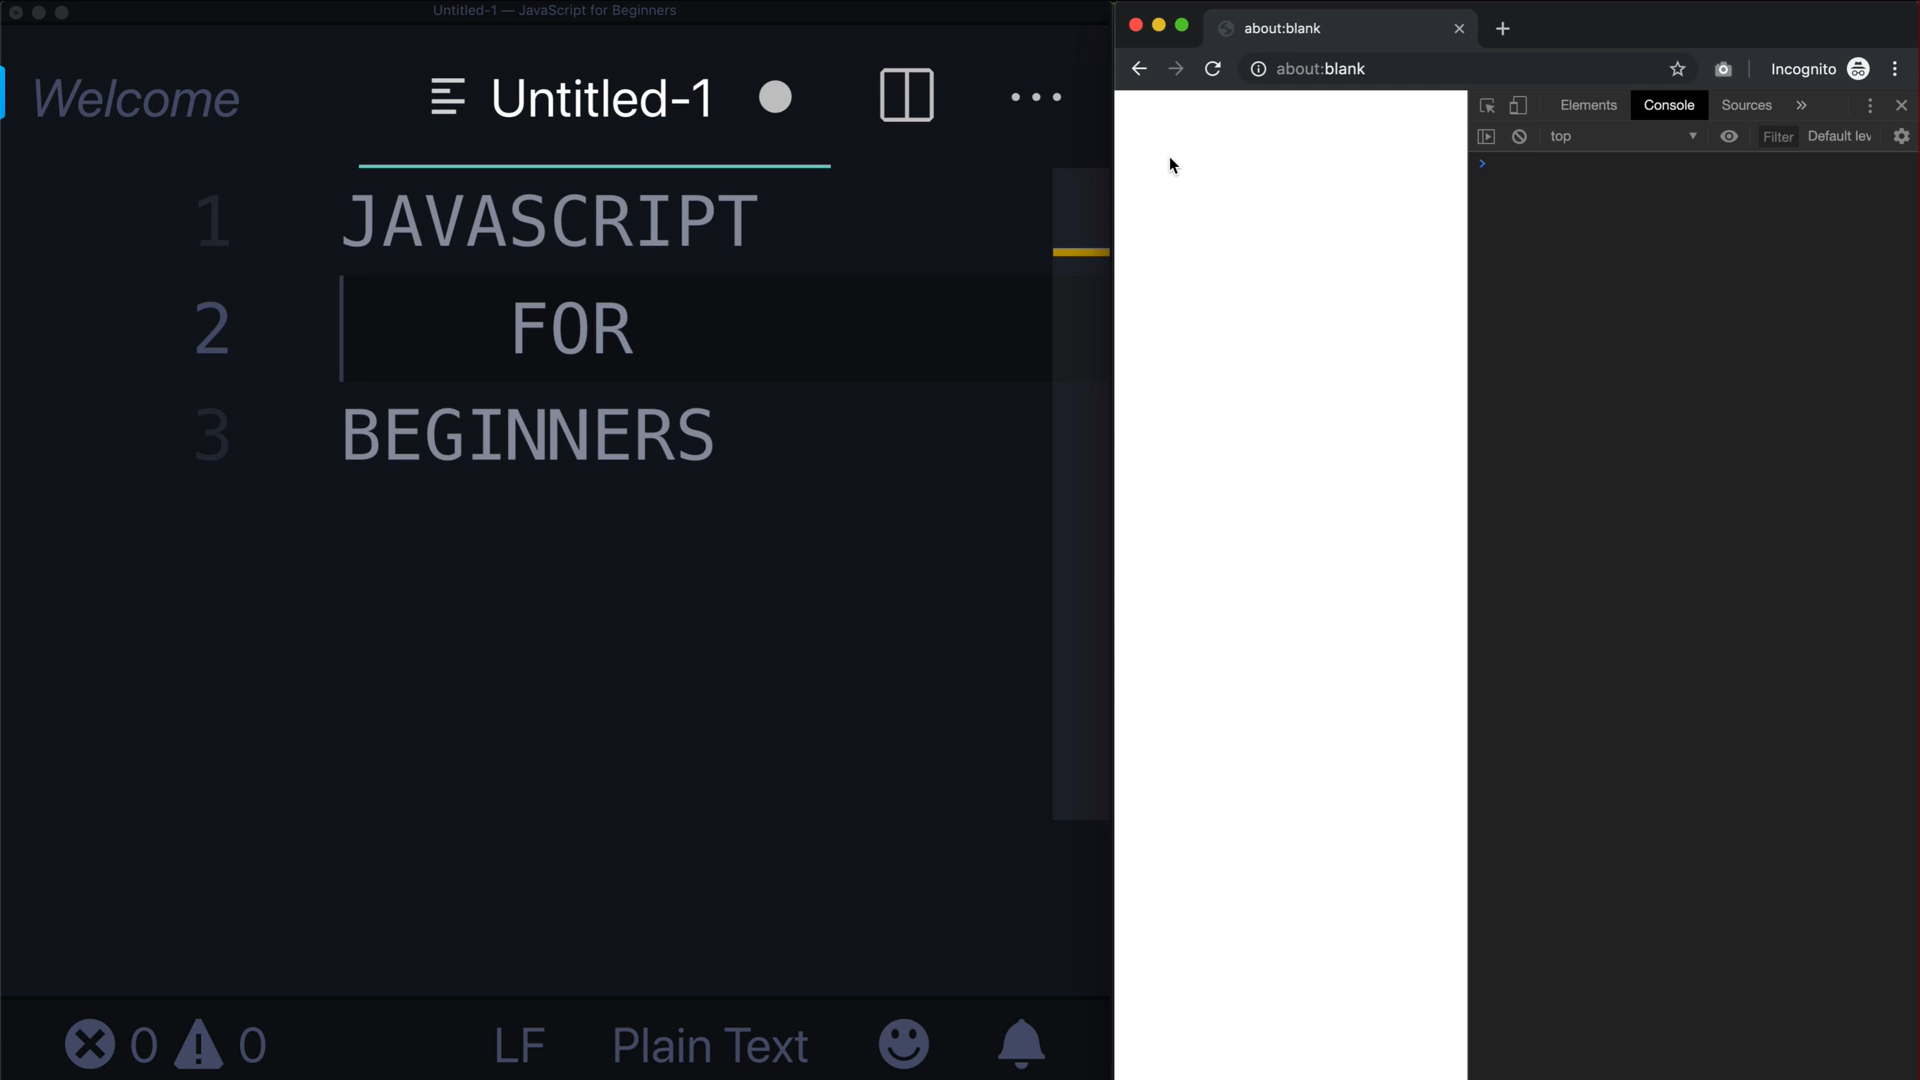 Untitled-1 — JavaScript for Beginners
Welcome
Untitled-1
1 JAVASCRIPT
2 FOR
3 BEGINNERS
0 0 LF Plain Text
about:blank
about:blank
Incognito
Elements Console Sources
top Filter Default lev